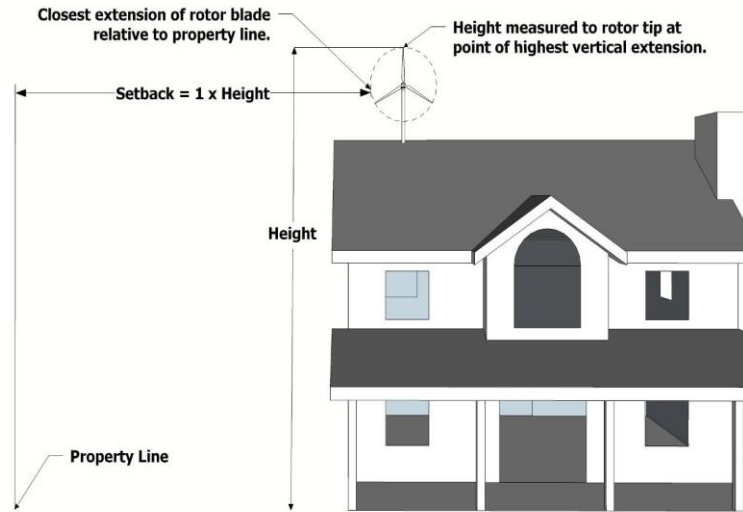 Closest extension of rotor blade
relative to property line.
Height measured to rotor tip at
point of highest vertical extension.
Setback = 1 x Height
Height
Property Line